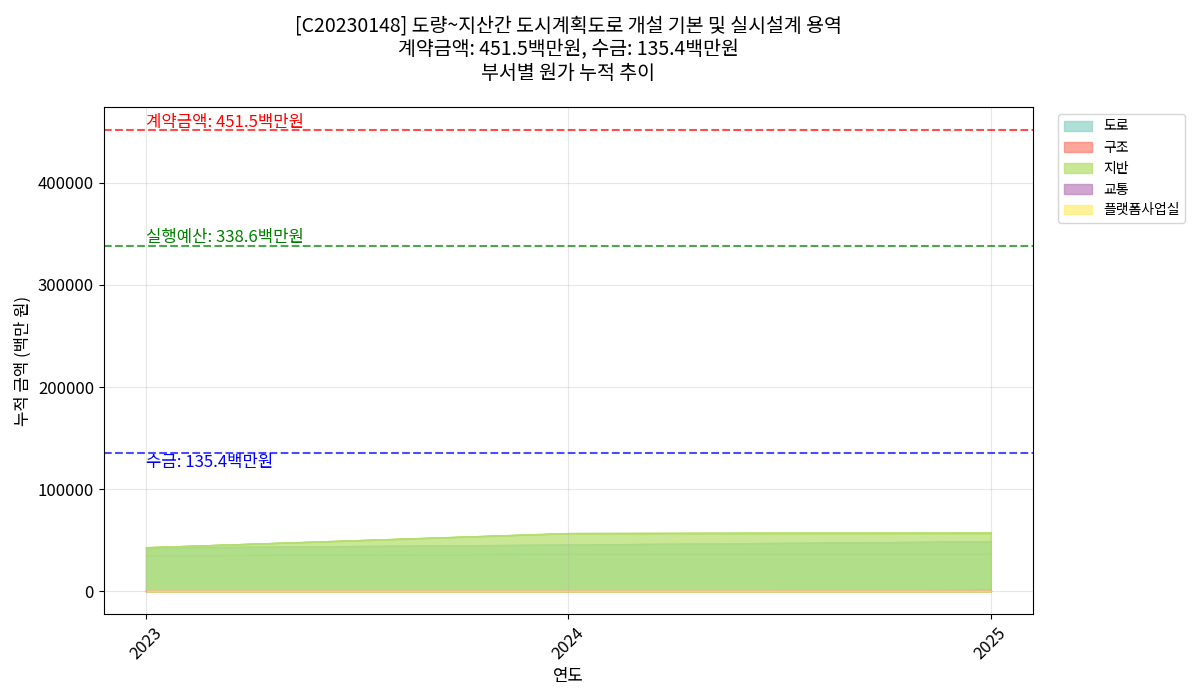 [C20230148] 도량~지산간 도시계획도로 개설 기본 및 실시설계 용역
계약금액: 451.5백만원, 수금: 135.4백만원
부서별 원가 누적 추이
계약금액: 451.5백만원
실행예산: 338.6백만원
수금: 135.4백만원
누적 금액 (백만 원)
400000
300000
200000
100000
0
2023
2024
2025
연도
도로
구조
지반
교통
플랫폼사업실